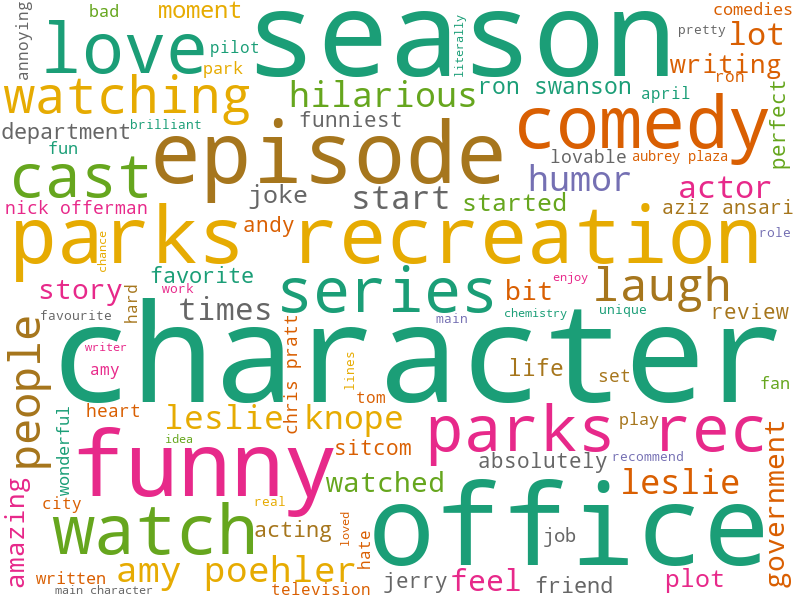 annoying
bad
moment
season
literally
comedies
pretty
lot
love
pilot
park
writing
ron
watching
hilarious
ron swanson
april
comedy
perfect
department
brilliant
funniest
fun
episode
lovable
aubrey plaza
cast
joke
start
humor
actor
nick offerman
started
aziz ansari
parks recreation
andy
role
chance
story
favorite
work
hard
times
series
enjoy
bit
laugh
review
favourite
main
chemistry
unique
people
character
writer
amy
chris pratt
lines
tom
life
set
fan
wonderful
heart
leslie knope
idea
sitcom
parks rec
play
absolutely
recommend
government
funny
watched
leslie
amazing
city
watch
real
acting
loved
hate
office
job
written
main character
amy poehler
television
jerry
feel
friend
plot